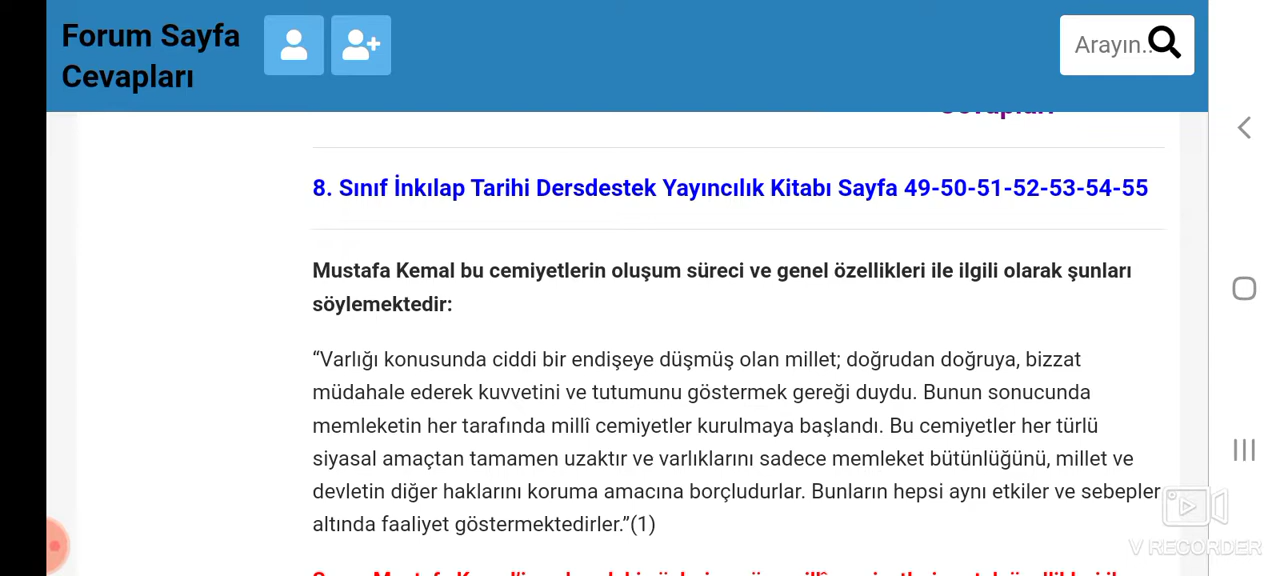 Forum Sayfa
Cevapları
Arayın..
Cevapları
8. Sınıf İnkılap Tarihi Dersdestek Yayıncılık Kitabı Sayfa 49-50-51-52-53-54-55
Mustafa Kemal bu cemiyetlerin oluşum süreci ve genel özellikleri ile ilgili olarak şunları
söylemektedir:
“Varlığı konusunda ciddi bir endişeye düşmüş olan millet; doğrudan doğruya, bizzat
müdahale ederek kuvvetini ve tutumunu göstermek gereği duydu. Bunun sonucunda
memleketin her tarafında millî cemiyetler kurulmaya başlandı. Bu cemiyetler her türlü
siyasal amaçtan tamamen uzaktır ve varlıklarını sadece memleket bütünlüğünü, millet ve
devletin diğer haklarını koruma amacına borçludurlar. Bunların hepsi aynı etkiler ve sebepler
altında faaliyet göstermektedirler.”(1)
V RECORDER